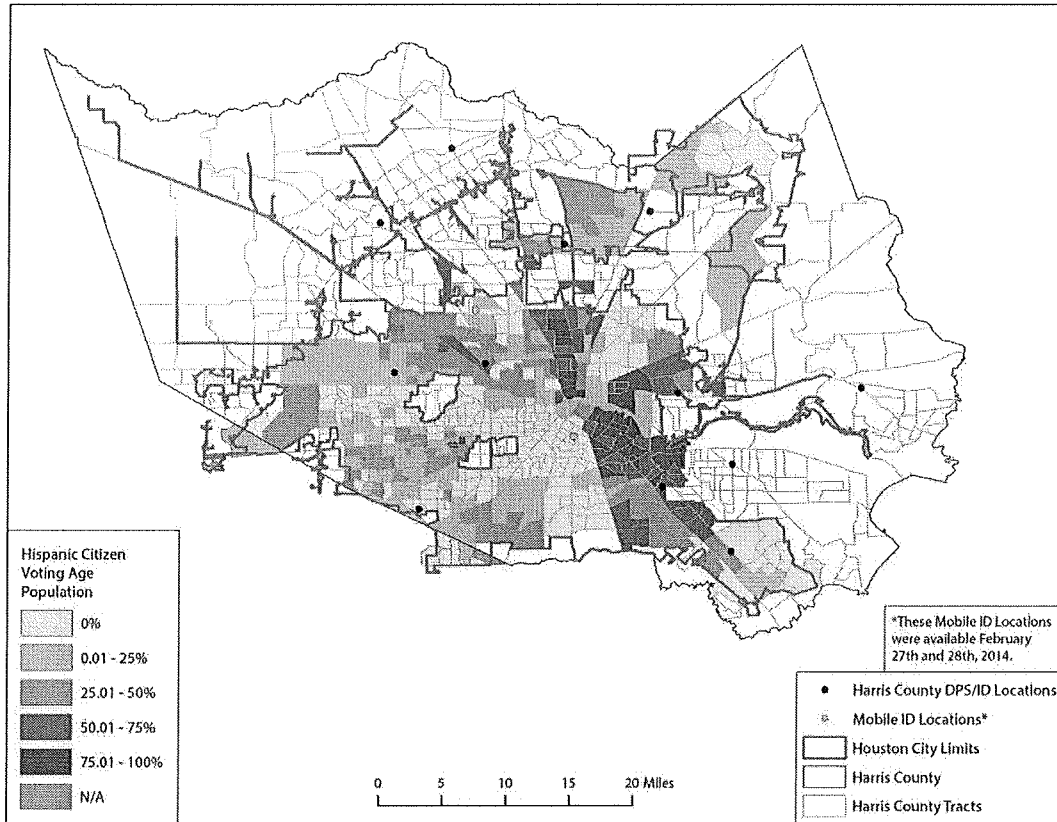 Hispanic Citizen
Voting Age
Population
0%
0.01 - 25%
25.01 - 50%
50.01 - 75%
75.01 - 100%
N/A
0 5 10 15 20 Miles
*These Mobile ID Locations
were available February
27th and 28th, 2014.
Harris County DPS/ID Locations
Mobile ID Locations*
Houston City Limits
Harris County
Harris County Tracts